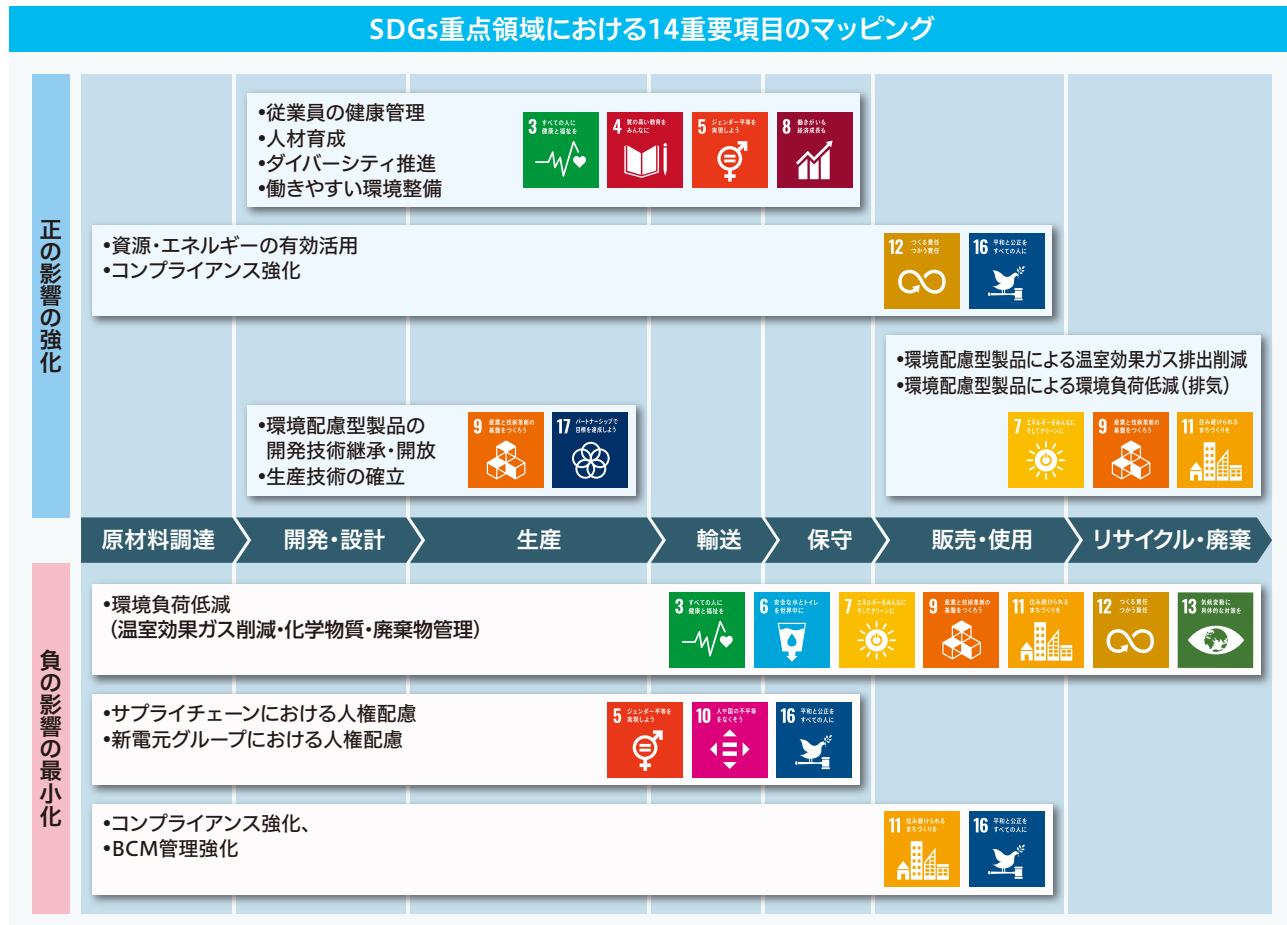 SDGs重点領域における14重要項目のマッピング
正の影響の強化
•従業員の健康管理
•人材育成
•ダイバーシティ推進
•働きやすい環境整備
3 すべての人に
健康と福祉を
4 質の高い教育を
みんなに
5 ジェンダー平等を
実現しよう
8 働きがいも
経済成長も
•資源・エネルギーの有効活用
•コンプライアンス強化
12 つくる責任
つかう責任
16 平和と公正を
すべての人に
•環境配慮型製品による温室効果ガス排出削減
•環境配慮型製品による環境負荷低減(排気)
7 エネルギーをみんなに
そしてクリーンに
9 産業と技術革新の
基盤をつくろう
11 住み続けられる
まちづくりを
•環境配慮型製品の
開発技術継承・開放
•生産技術の確立
9 産業と技術革新の
基盤をつくろう
17 パートナーシップで
目標を達成しよう
原材料調達
開発・設計
生産
輸送
保守
販売・使用
リサイクル・廃棄
負の影響の最小化
•環境負荷低減
(温室効果ガス削減・化学物質・廃棄物管理)
3 すべての人に
健康と福祉を
6 安全な水とトイレ
を世界中に
7 エネルギーをみんなに
そしてクリーンに
9 産業と技術革新の
基盤をつくろう
11 住み続けられる
まちづくりを
12 つくる責任
つかう責任
13 気候変動に
具体的な対策を
•サプライチェーンにおける人権配慮
•新電元グループにおける人権配慮
5 ジェンダー平等を
実現しよう
10 人や国の不平等
をなくそう
16 平和と公正を
すべての人に
•コンプライアンス強化、
•BCM管理強化
11 住み続けられる
まちづくりを
16 平和と公正を
すべての人に